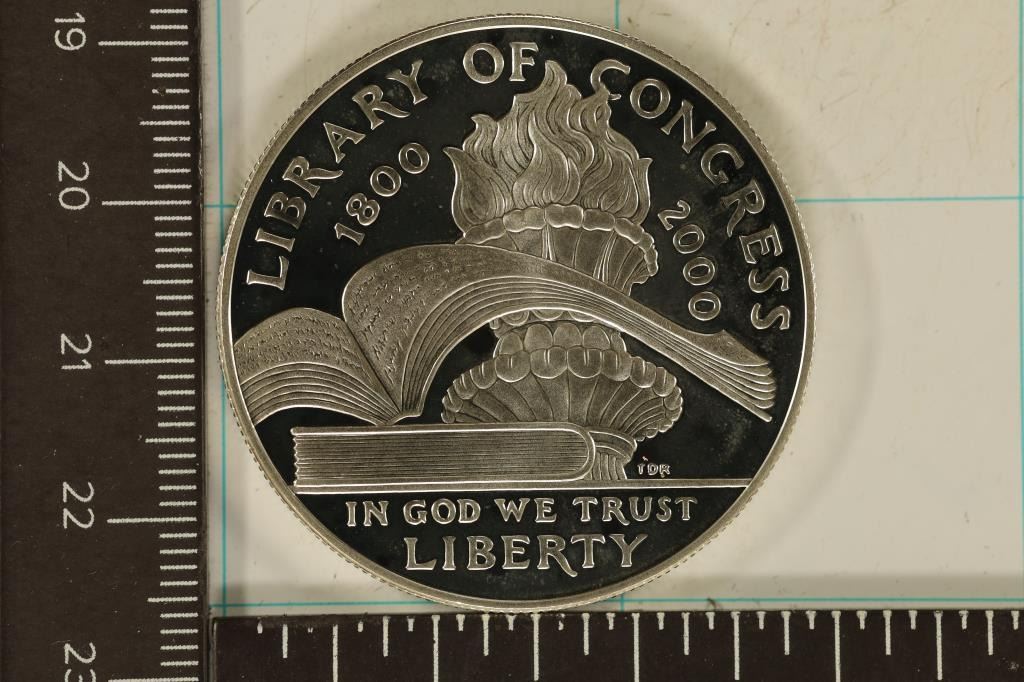 LIBRARY OF CONGRESS
1800
2000
TDR
IN GOD WE TRUST
LIBERTY
19
20
21
22
23